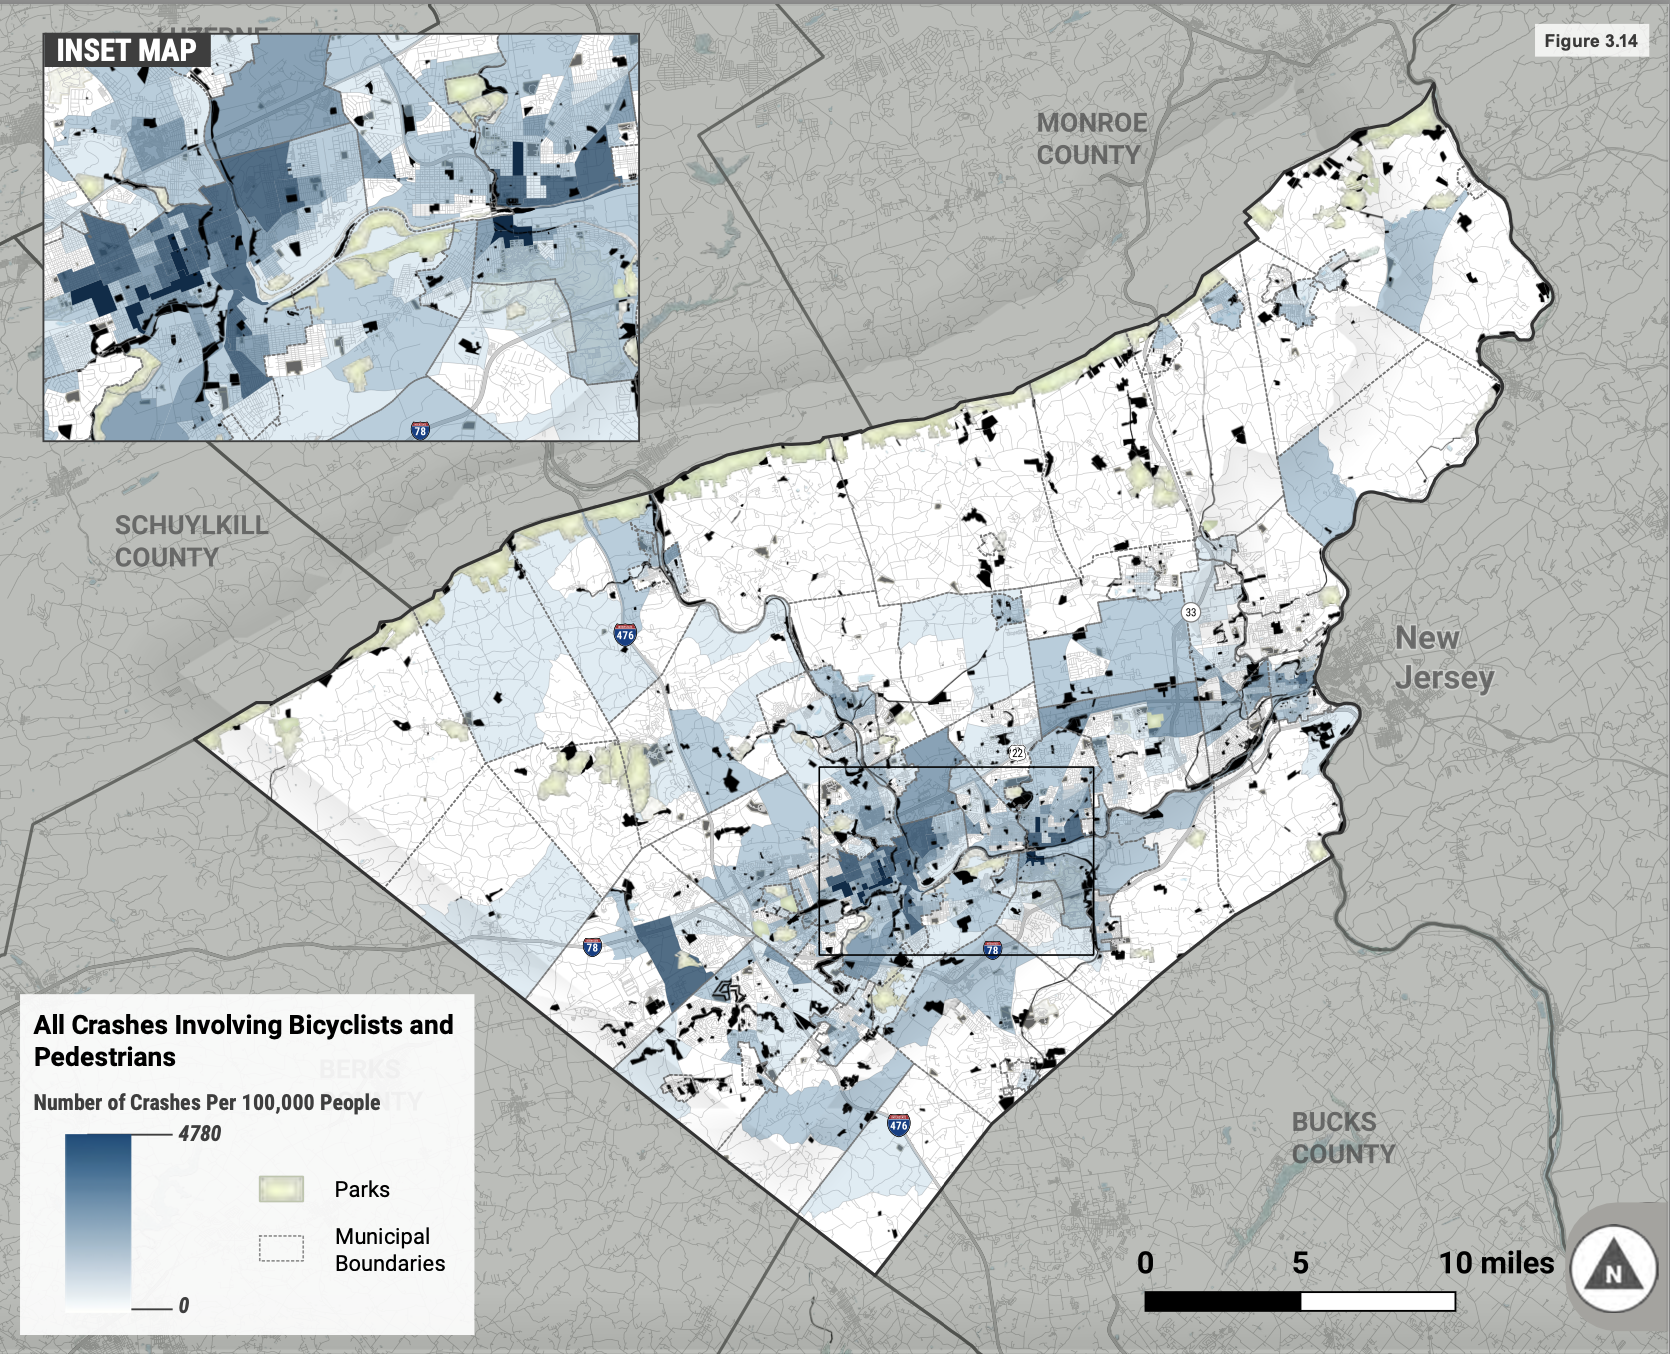 LUZERNE
INSET MAP
Figure 3.14
MONROE
COUNTY
78
SCHUYLKILL
COUNTY
476
33
New
Jersey
22
78
78
All Crashes Involving Bicyclists and
Pedestrians
BERKS
COUNTY
Number of Crashes Per 100,000 People
4780
Parks
Municipal
Boundaries
0
476
BUCKS
COUNTY
0 5 10 miles
N